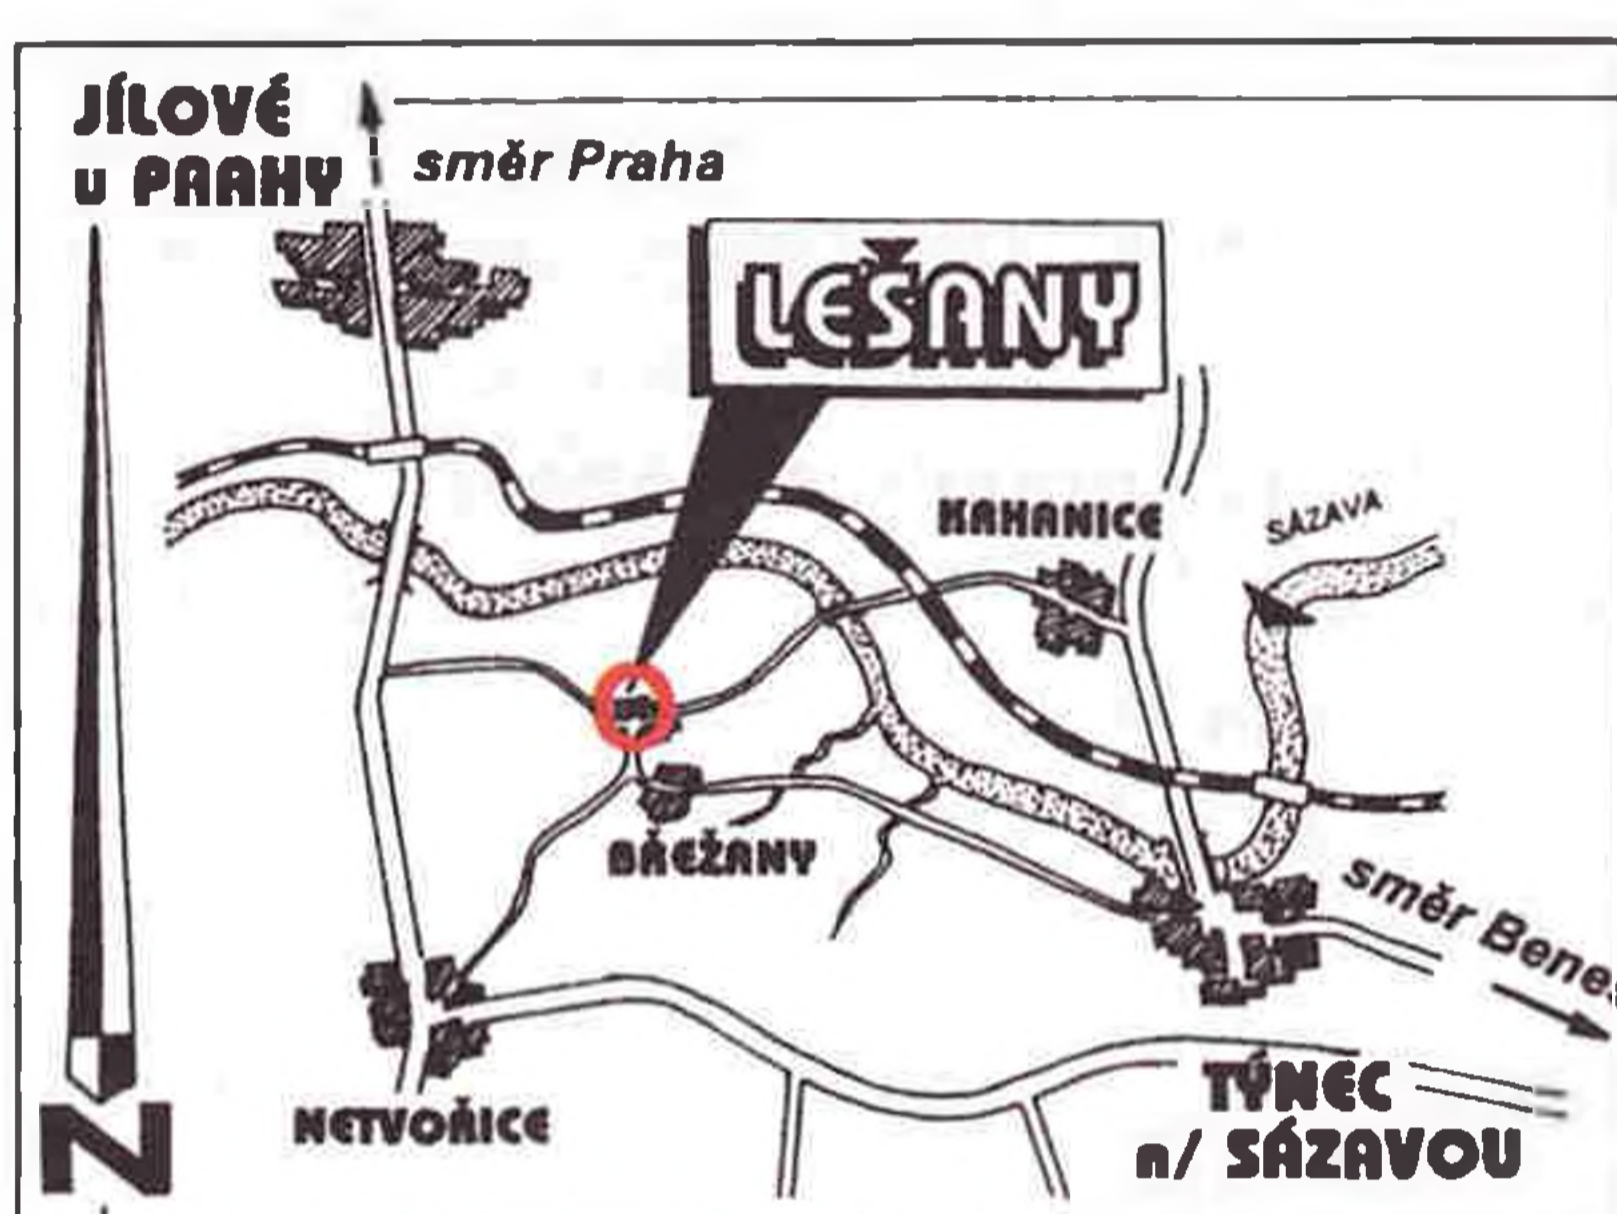 JÍLOVÉ
u PRAHY
směr Praha
LEŠANY
KAHANICE
SÁZAVA
BŘEŽANY
směr Benes
NETVOŘICE
TÝNEC
n/ SÁZAVOU
N